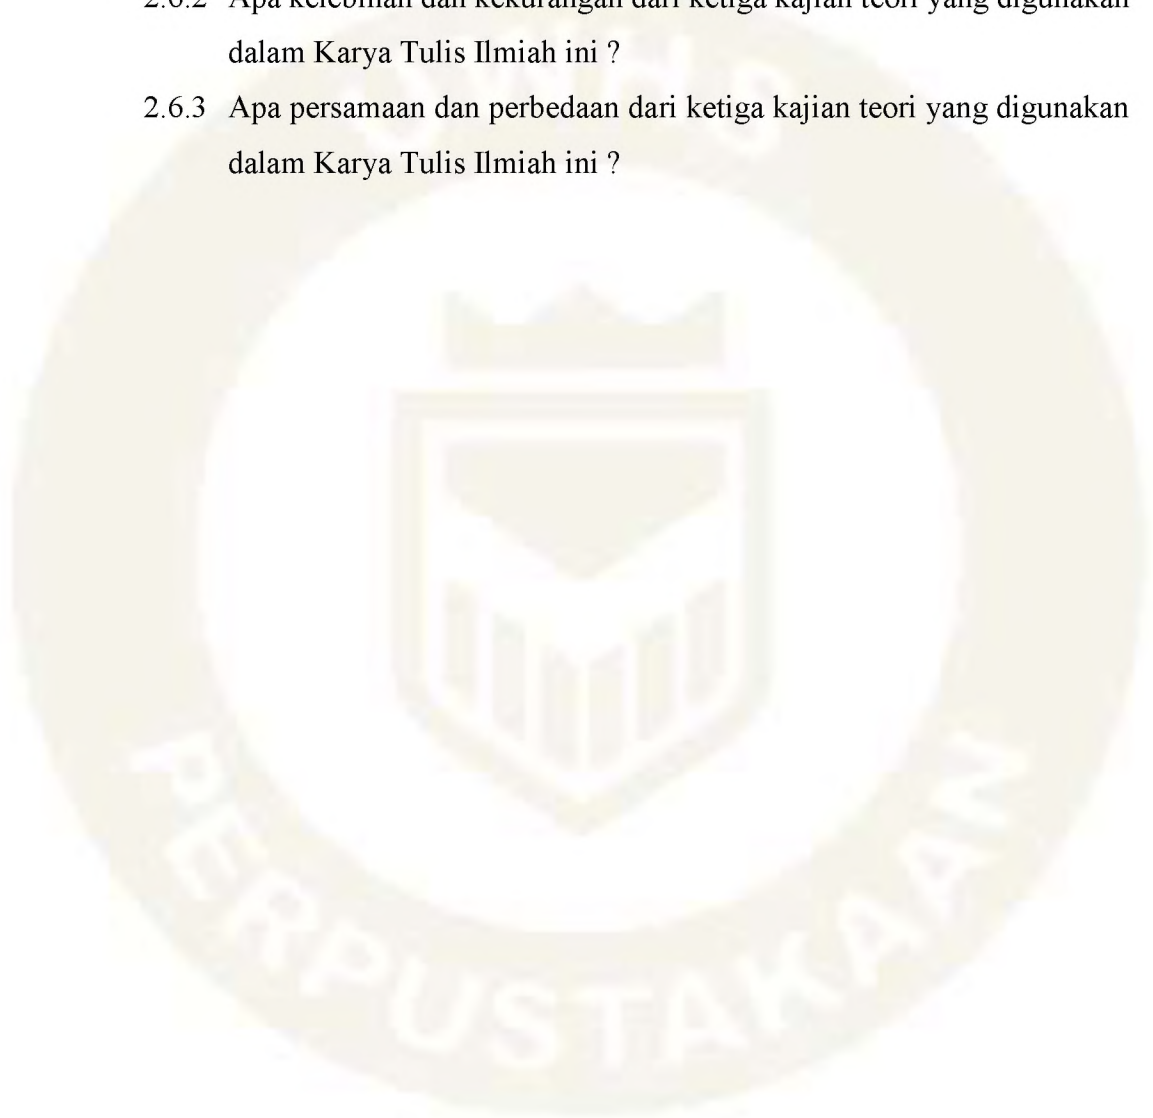 2.6.2 Apa kelebihan dan kekurangan dari ketiga kajian teori yang digunakan
dalam Karya Tulis Ilmiah ini ?
2.6.3 Apa persamaan dan perbedaan dari ketiga kajian teori yang digunakan
dalam Karya Tulis Ilmiah ini ?
UWHS
PERPUSTAKAAN